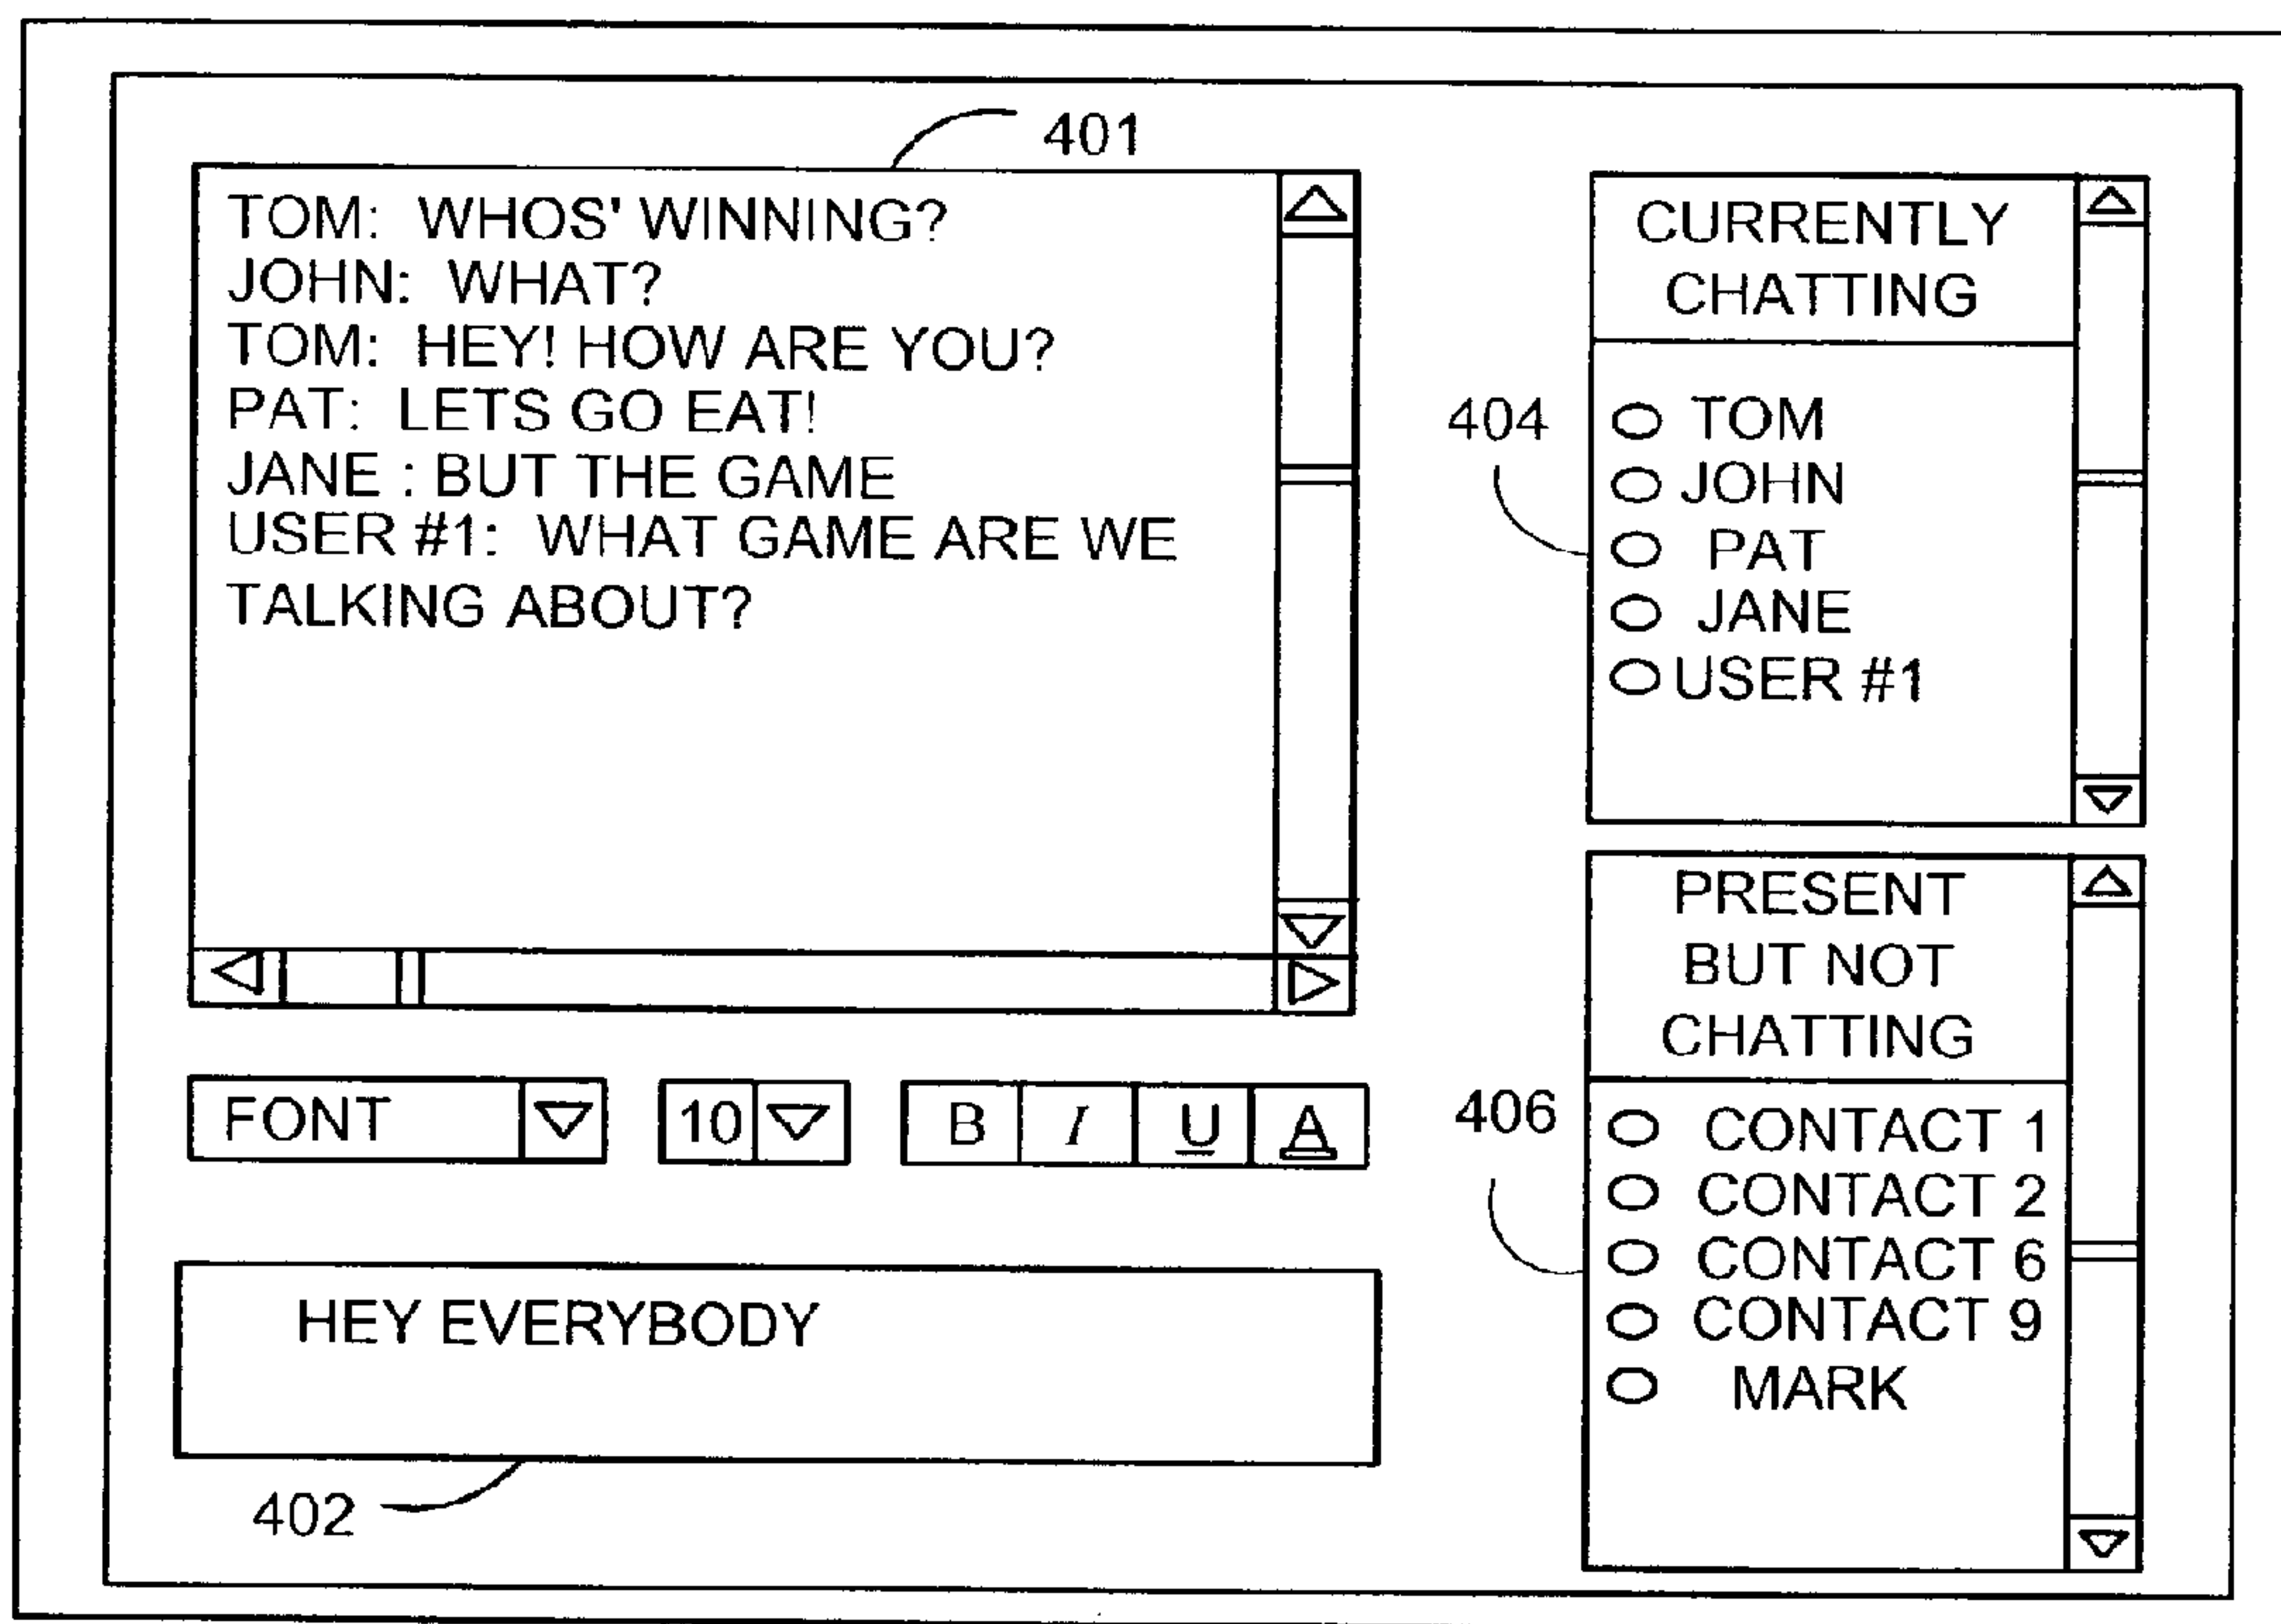 401
TOM: WHOS' WINNING?
JOHN: WHAT?
TOM: HEY! HOW ARE YOU?
PAT: LETS GO EAT!
JANE : BUT THE GAME
USER #1: WHAT GAME ARE WE
TALKING ABOUT?
FONT
10
B I U A
HEY EVERYBODY
402
CURRENTLY
CHATTING
404
TOM
JOHN
PAT
JANE
USER #1
PRESENT
BUT NOT
CHATTING
406
CONTACT 1
CONTACT 2
CONTACT 6
CONTACT 9
MARK